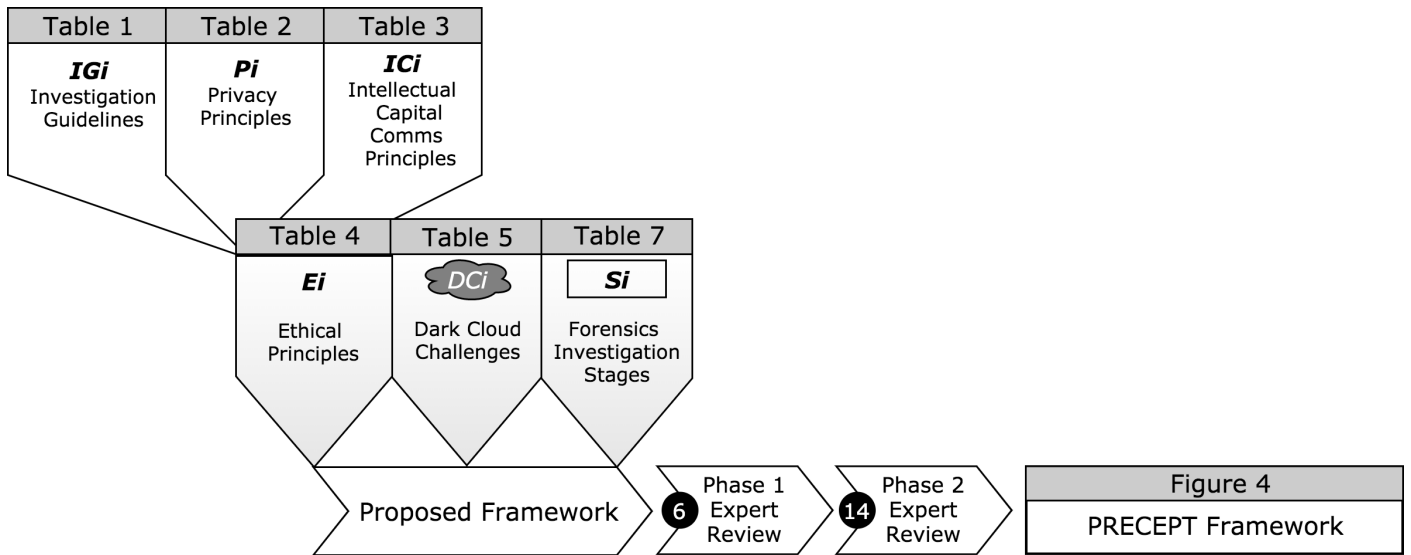 Table 1
Table 2
Table 3
IGi
Investigation
Guidelines
Pi
Privacy
Principles
ICi
Intellectual
Capital
Comms
Principles
Table 4
Table 5
Table 7
Ei
Ethical
Principles
DCi
Dark Cloud
Challenges
Si
Forensics
Investigation
Stages
Proposed Framework
6
Phase 1
Expert
Review
14
Phase 2
Expert
Review
Figure 4
PRECEPT Framework